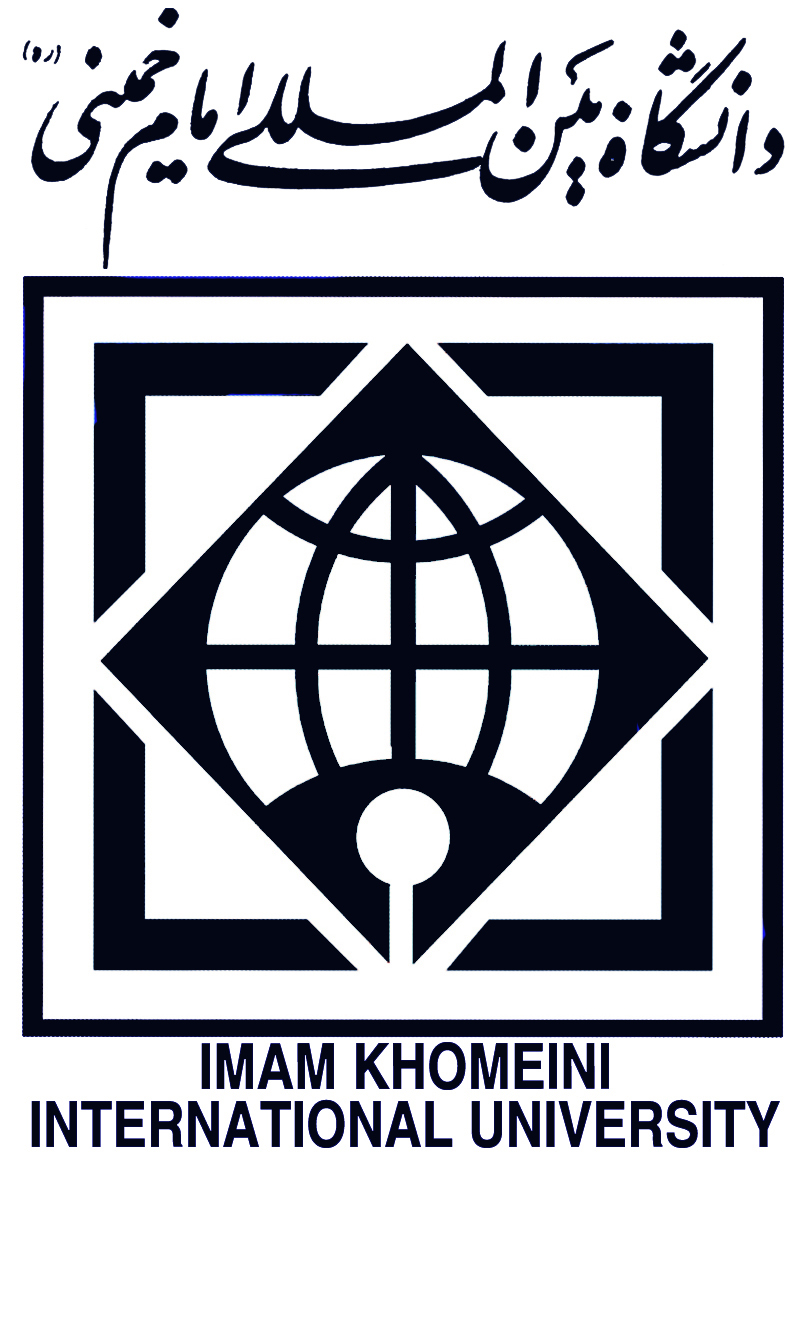 دانشگاه بین المللی امام خمینی (ره)
IMAM KHOMEINI
INTERNATIONAL UNIVERSITY